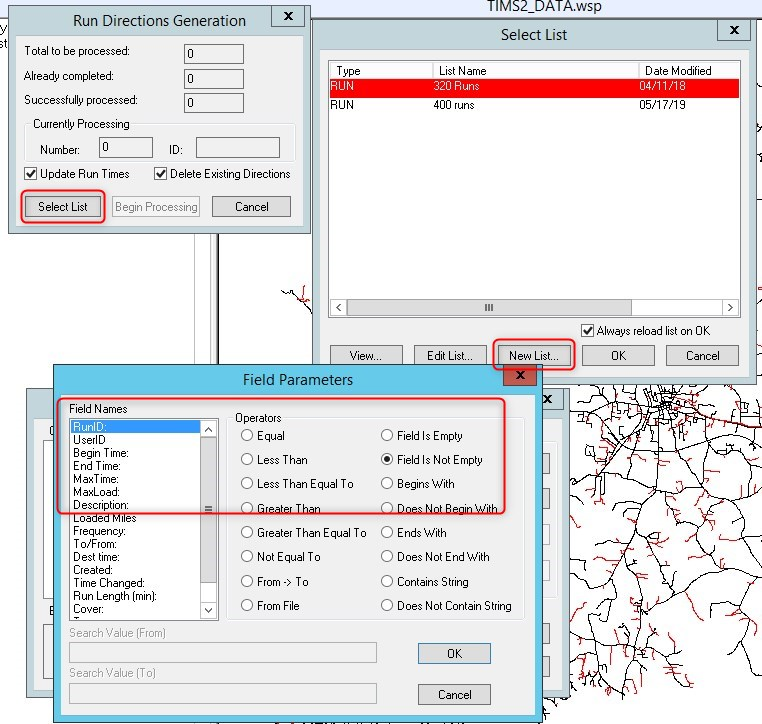 TIMS2_DATA.wsp
Run Directions Generation
X
Total to be processed:
0
Already completed:
0
Successfully processed:
0
Currently Processing
Number: 0 ID:
Update Run Times Delete Existing Directions
Select List Begin Processing Cancel
Select List
X
Type List Name Date Modified
RUN 320 Runs 04/11/18
RUN 400 runs 05/17/19
Always reload list on OK
View... Edit List... New List... OK Cancel
Field Parameters
X
X
Field Names
RunID:
UserID
Begin Time:
End Time:
MaxTime:
MaxLoad:
Description:
Loaded Miles
Frequency:
To/From:
Dest time:
Created:
Time Changed:
Run Length (min):
Cover:
Operators
Equal Field Is Empty
Less Than Field Is Not Empty
Less Than Equal To Begins With
Greater Than Does Not Begin With
Greater Than Equal To Ends With
Not Equal To Does Not End With
From -> To Contains String
From File Does Not Contain String
Search Value (From)
Search Value (To)
OK
Cancel